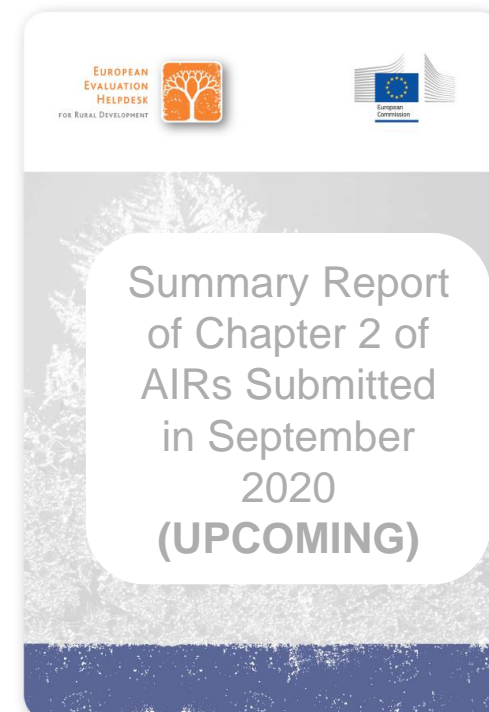 EUROPEAN
EVALUATION
HELPDESK
FOR RURAL DEVELOPMENT
European
Commission
Summary Report
of Chapter 2 of
AIRs Submitted
in September
2020
(UPCOMING)